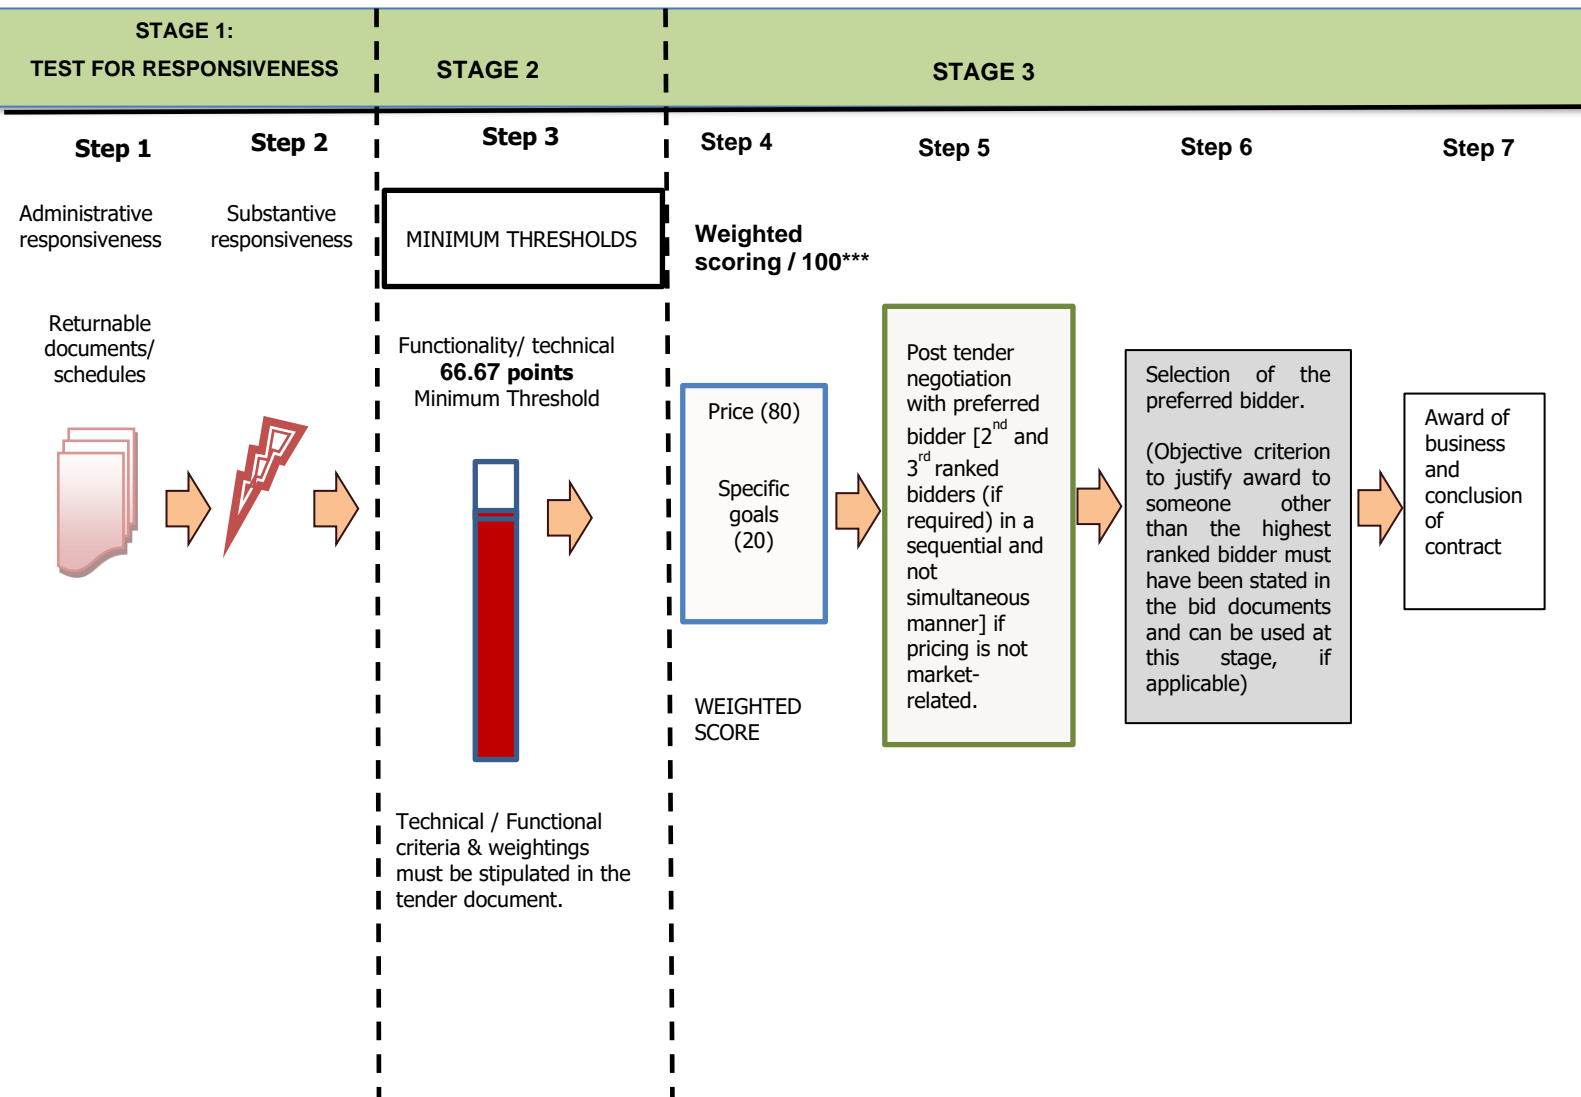 STAGE 1:
TEST FOR RESPONSIVENESS
STAGE 2
STAGE 3
Step 1
Step 2
Step 3
Step 4
Step 5
Step 6
Step 7
Administrative
responsiveness
Substantive
responsiveness
MINIMUM THRESHOLDS
Weighted
scoring / 100***
Returnable
documents/
schedules
Functionality/ technical
66.67 points
Minimum Threshold
Technical / Functional
criteria & weightings
must be stipulated in the
tender document.
Price (80)
Specific
goals
(20)
WEIGHTED
SCORE
Post tender
negotiation
with preferred
bidder [2nd and
3rd ranked
bidders (if
required) in a
sequential and
not
simultaneous
manner] if
pricing is not
market-
related.
Selection of the
preferred bidder.
(Objective criterion
to justify award to
someone other
than the highest
ranked bidder must
have been stated in
the bid documents
and can be used at
this stage, if
applicable)
Award of
business
and
conclusion
of
contract